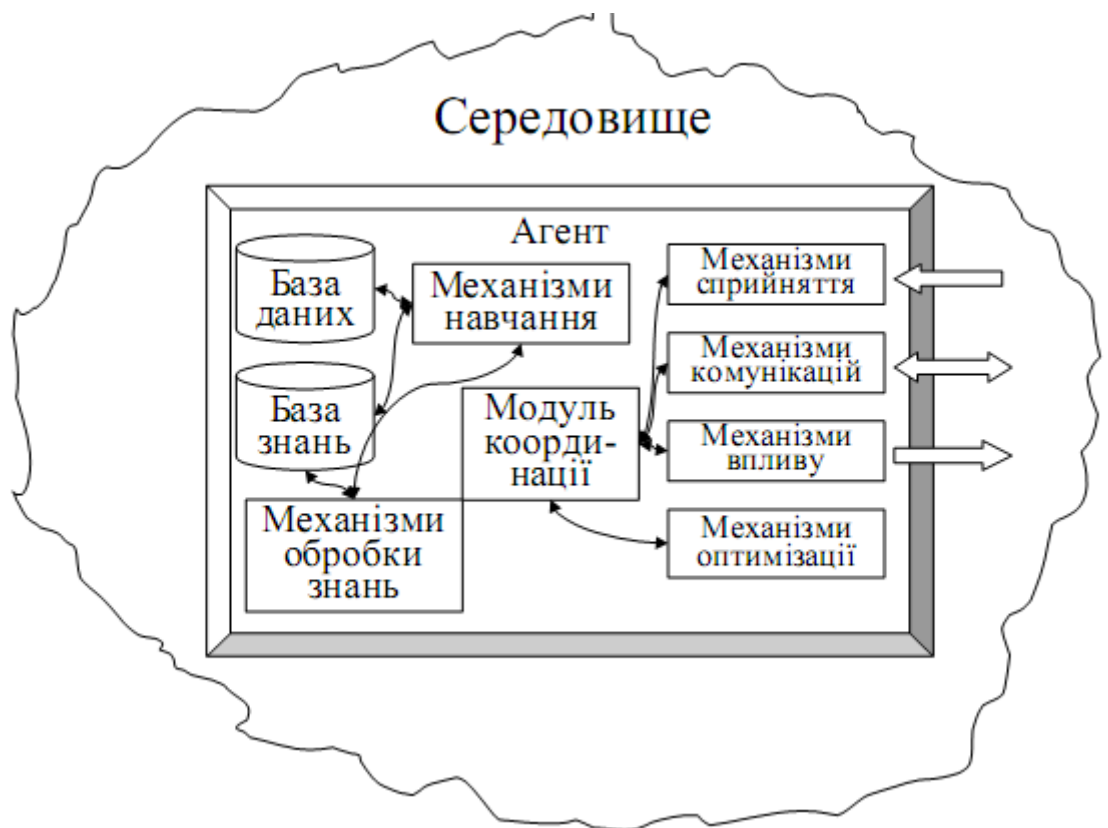 Середовище
Агент
База
даних
Механізми
навчання
Механізми
сприйняття
Механізми
комунікацій
База
знань
Модуль
коорди-
нації
Механізми
впливу
Механізми
обробки
знань
Механізми
оптимізації